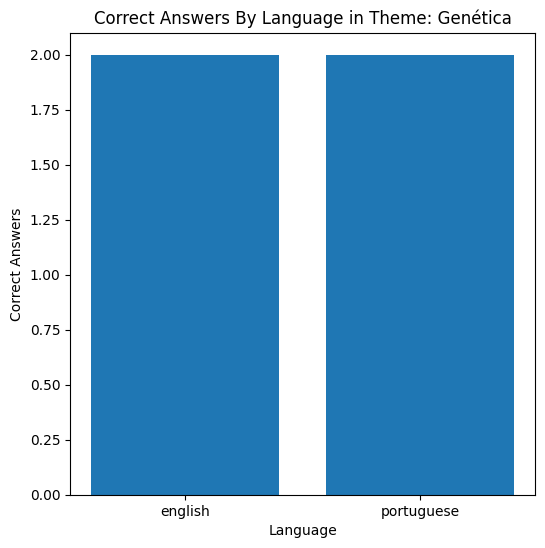 Correct Answers By Language in Theme: Genética
2.00
1.75
1.50
1.25
1.00
0.75
0.50
0.25
0.00
Correct Answers
english
portuguese
Language